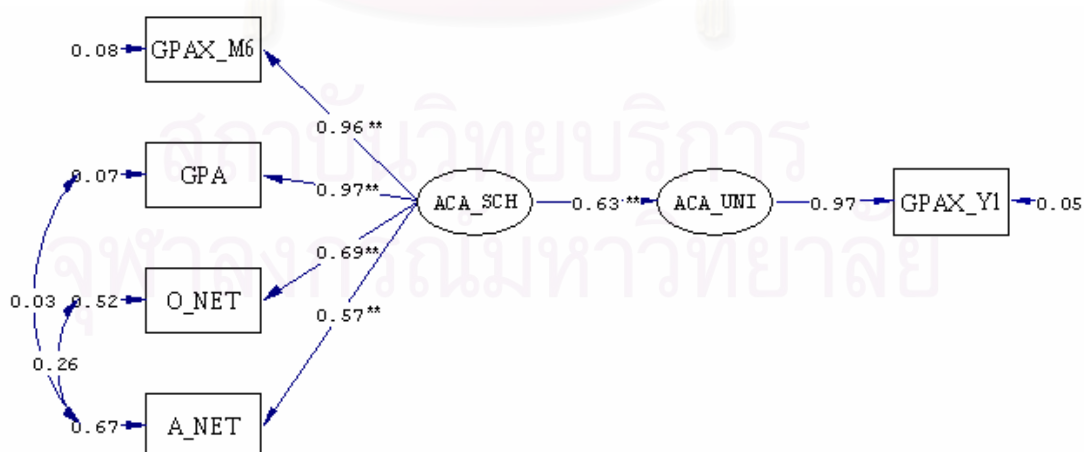 0.08
GPAX_M6
0.96**
สถาบันวิทยบริการ
0.07
GPA
0.97**
ACA_SCH
0.63**
ACA_UNI
0.97
GPAX_Y1
0.05
0.69**
จุฬาลงกรณ์มหาวิทยาลัย
0.03
0.52
O_NET
0.57**
0.26
0.67
A_NET